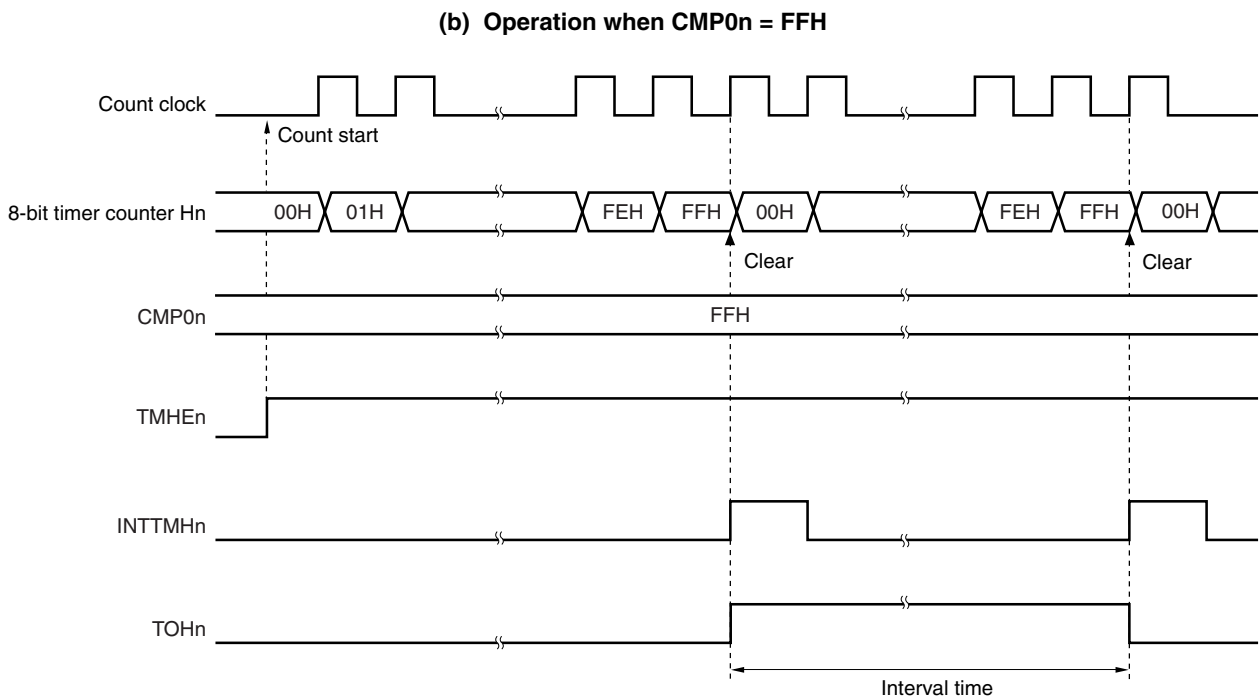 (b) Operation when CMP0n = FFH
Count clock
Count start
8-bit timer counter Hn
00H 01H FEH FFH 00H FEH FFH 00H
Clear Clear
CMP0n
FFH
TMHEn
INTTMHn
TOHn
Interval time